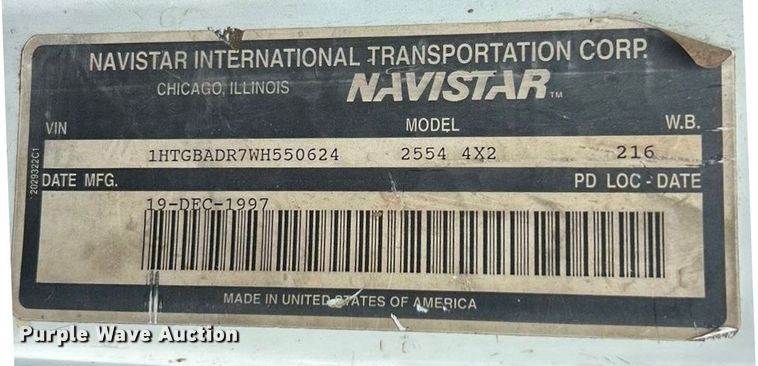 NAVISTAR INTERNATIONAL TRANSPORTATION CORP.
CHICAGO, ILLINOIS NAVISTAR TM
VIN MODEL W.B.
1HTGBADR7WH550624 2554 4X2 216
2029322C1
DATE MFG. PD LOC - DATE
19-DEC-1997
MADE IN UNITED STATES OF AMERICA
Purple Wave Auction